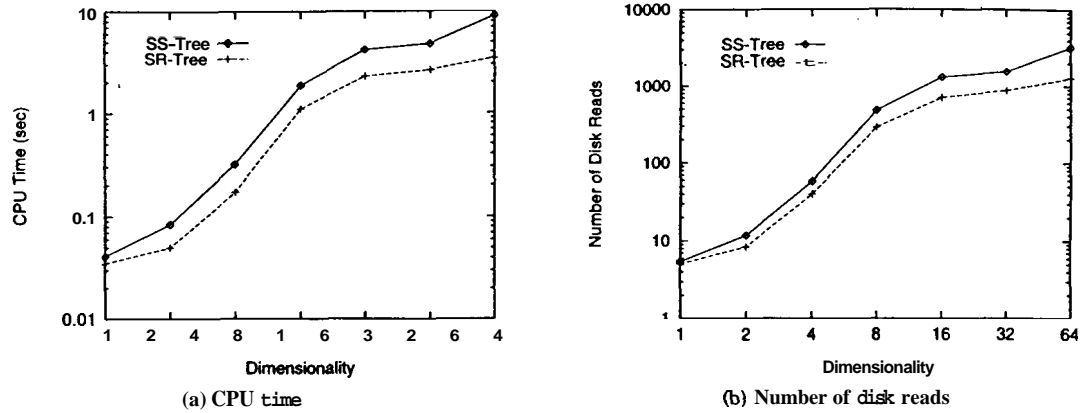 10
1
0.1
0.01
CPU Time (sec)
SS-Tree
SR-Tree
1 2 4 8 1 6 3 2 6 4
Dimensionality
(a) CPU time
10000
1000
100
10
1
Number of Disk Reads
SS-Tree
SR-Tree
1 2 4 8 16 32 64
Dimensionality
(b) Number of disk reads